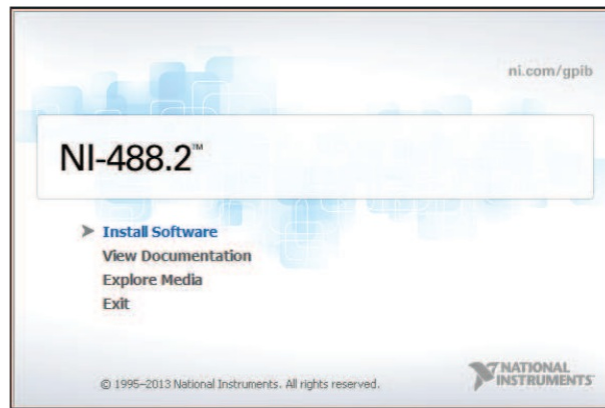 ni.com/gpib
NI-488.2™
Install Software
View Documentation
Explore Media
Exit
© 1995–2013 National Instruments. All rights reserved.
NATIONAL
INSTRUMENTS™